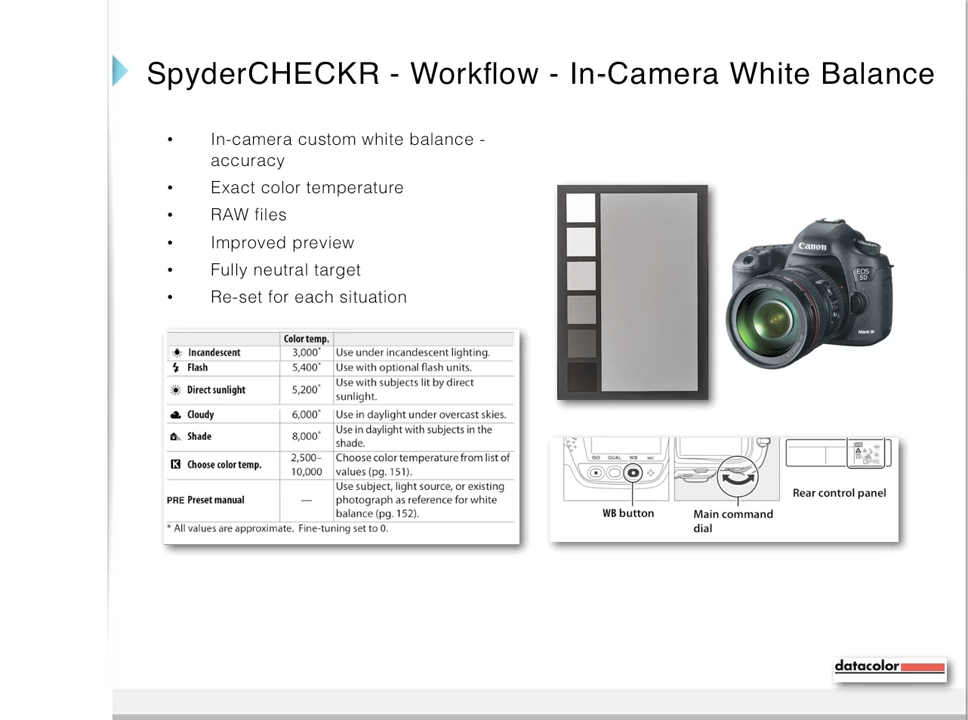 SpyderCHECKR - Workflow - In-Camera White Balance
• In-camera custom white balance -
accuracy
• Exact color temperature
• RAW files
• Improved preview
• Fully neutral target
• Re-set for each situation
Color temp.
Incandescent 3,000* Use under incandescent lighting.
Flash 5,400* Use with optional flash units.
Direct sunlight 5,200* Use with subjects lit by direct
sunlight.
Cloudy 6,000* Use in daylight under overcast skies.
Shade 8,000* Use in daylight with subjects in the
shade.
K Choose color temp. 2,500–
10,000 Choose color temperature from list of
values (pg. 151).
PRE Preset manual — Use subject, light source, or existing
photograph as reference for white
balance (pg. 152).
* All values are approximate. Fine-tuning set to 0.
Canon
EOS
5D
Mark III
ISO QUAL WB
WB button
Main command
dial
WB
A
PRE
Rear control panel
datacolor